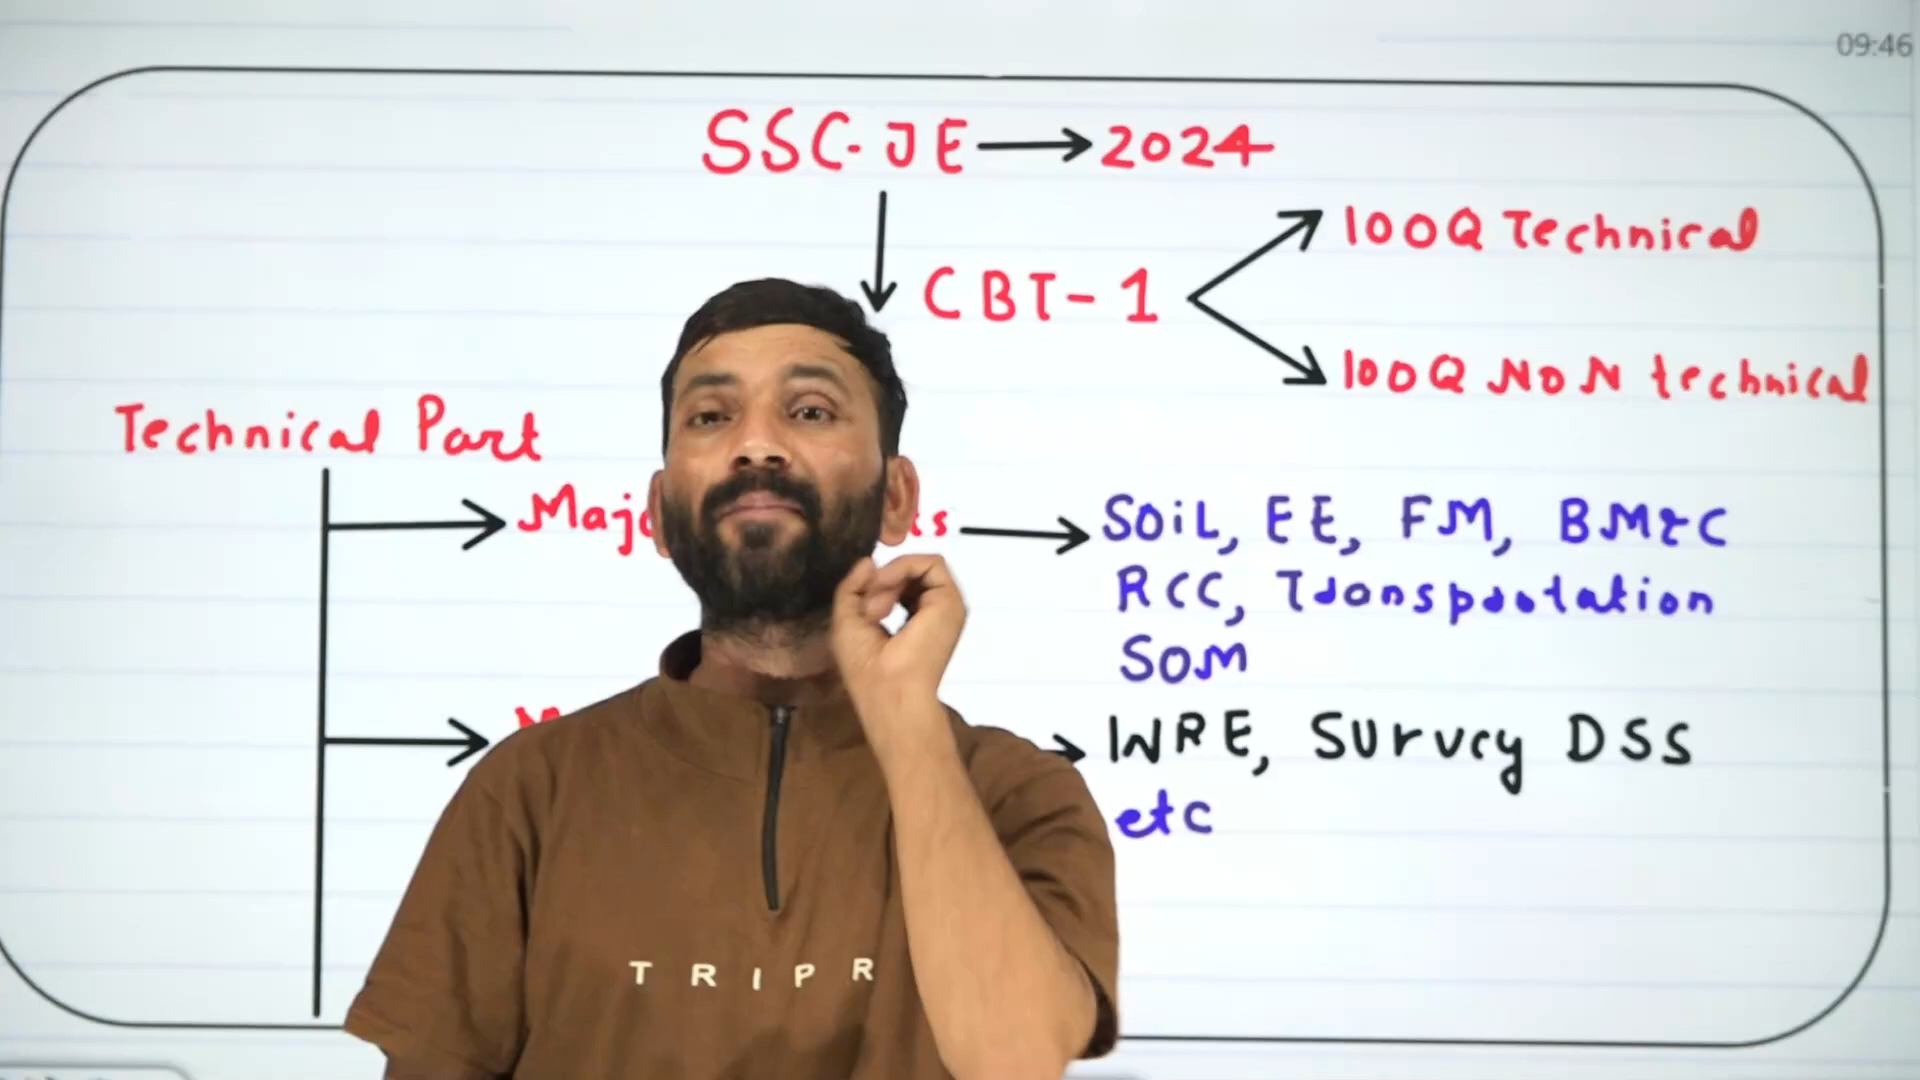 09:46
SSC-JE → 2024
CBT-1
100Q Technical
100Q NON technical
Technical Part
SOiL, EE, FM, BM&C
RCC, Transportation
SOM
WRE, Survey DSS
etc
TRIPR